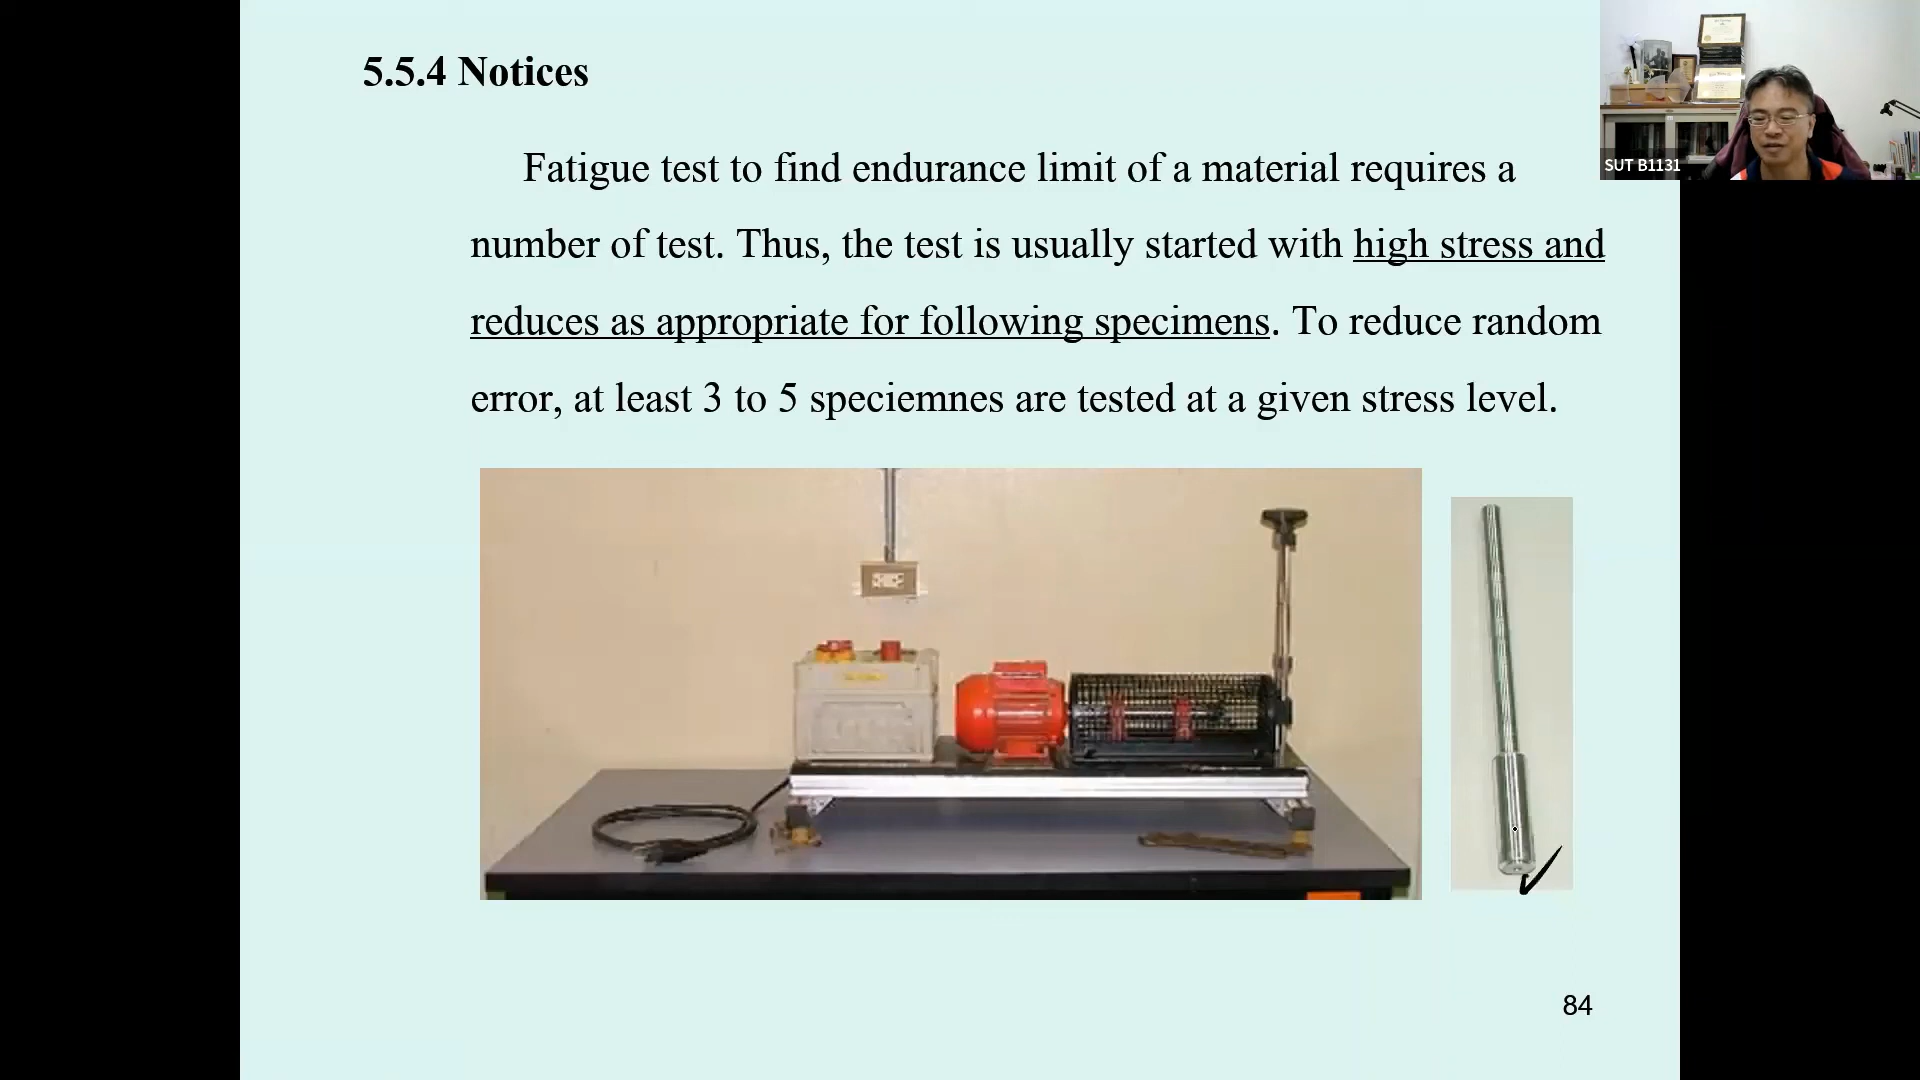 5.5.4 Notices
Fatigue test to find endurance limit of a material requires a
number of test. Thus, the test is usually started with high stress and
reduces as appropriate for following specimens. To reduce random
error, at least 3 to 5 speciemnes are tested at a given stress level.
SUT B1131
84